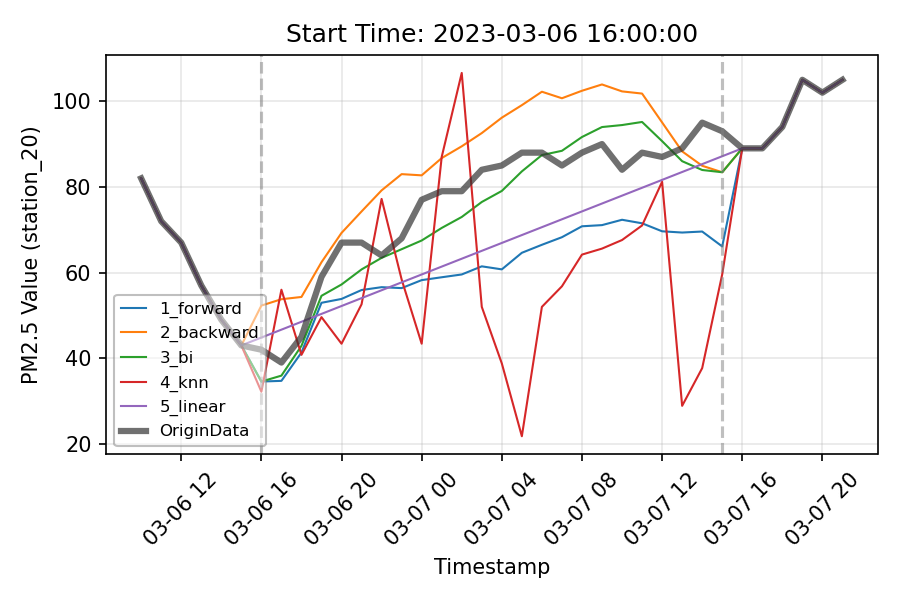 Start Time: 2023-03-06 16:00:00
PM2.5 Value (station_20)
100
80
60
40
20
1_forward
2_backward
3_bi
4_knn
5_linear
OriginData
03-06 12
03-06 16
03-06 20
03-07 00
03-07 04
03-07 08
03-07 12
03-07 16
03-07 20
Timestamp